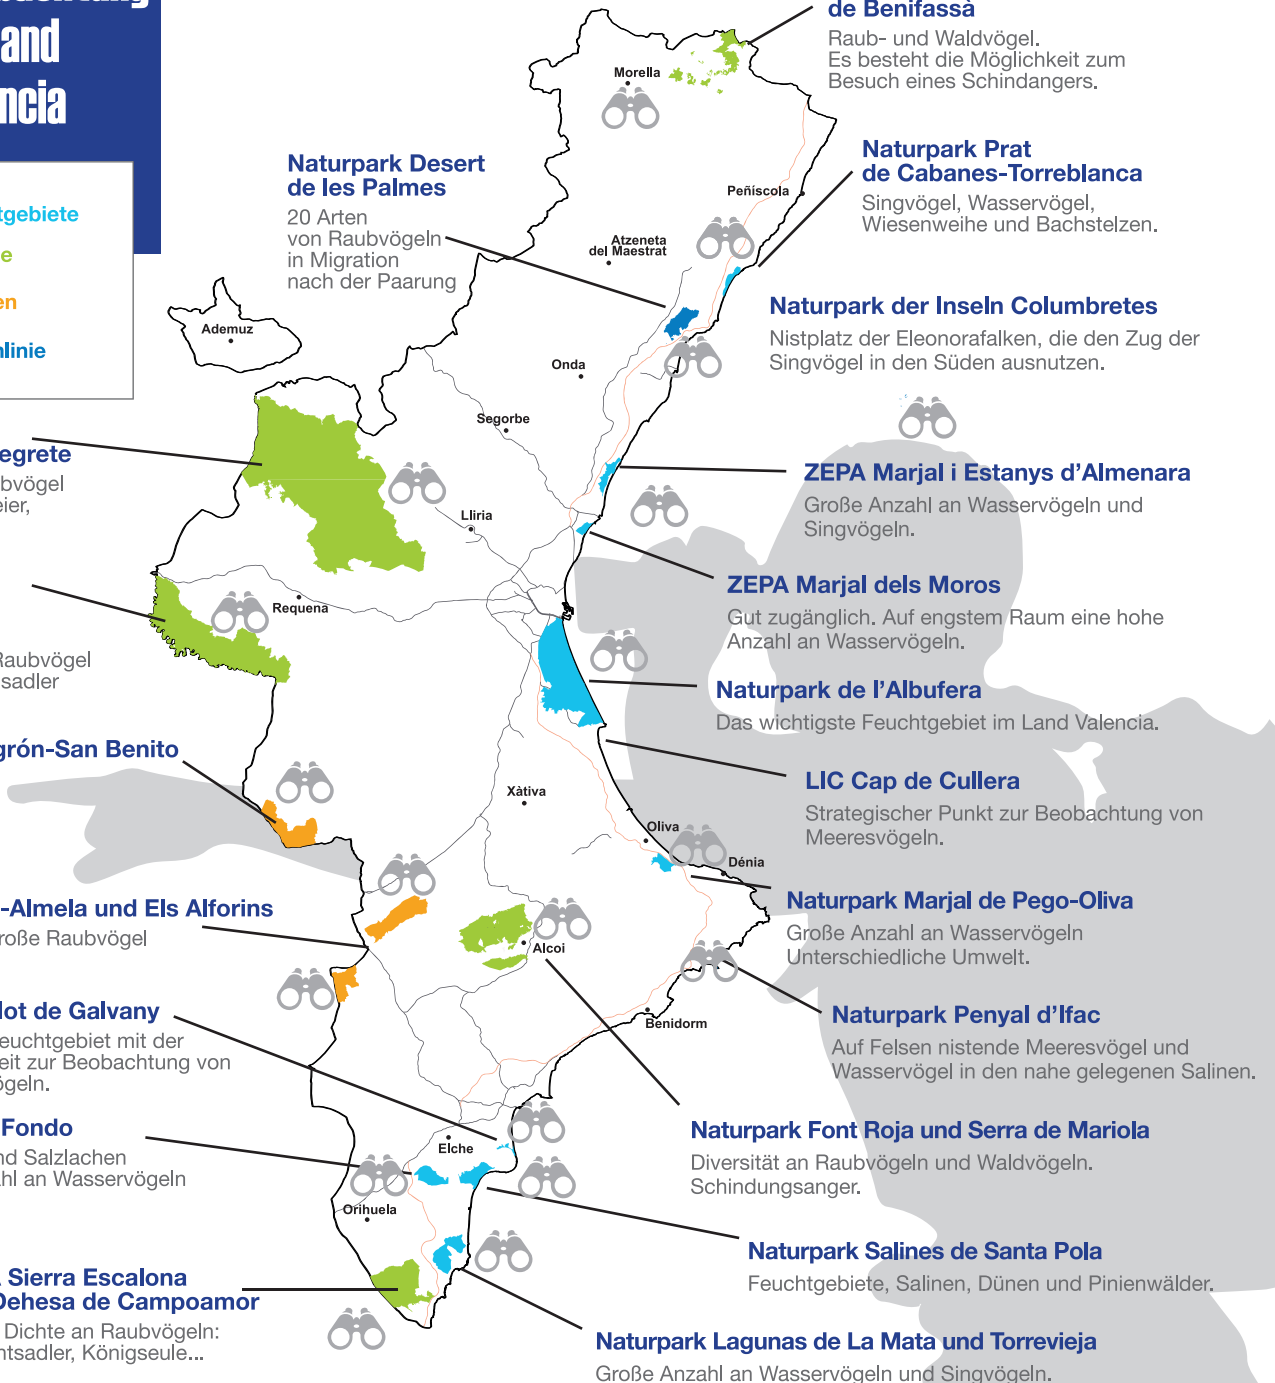 and
ncia
tgebiete
e
en
linie
de Benifassà
Raub- und Waldvögel.
Es besteht die Möglichkeit zum
Besuch eines Schindangers.
Morella
Naturpark Desert
de les Palmes
20 Arten
von Raubvögeln
in Migration
nach der Paarung
Naturpark Prat
de Cabanes-Torreblanca
Singvögel, Wasservögel,
Wiesenweihe und Bachstelzen.
Peñíscola
Atzeneta
del Maestrat
Naturpark der Inseln Columbretes
Nistplatz der Eleonorafalken, die den Zug der
Singvögel in den Süden ausnutzen.
Ademuz
Onda
Segorbe
egrete
bvögel
eier,
Lliria
ZEPA Marjal i Estanys d’Almenara
Große Anzahl an Wasservögeln und
Singvögeln.
ZEPA Marjal dels Moros
Gut zugänglich. Auf engstem Raum eine hohe
Anzahl an Wasservögeln.
Requena
Raubvögel
sadler
Naturpark de l’Albufera
Das wichtigste Feuchtgebiet im Land Valencia.
grón-San Benito
LIC Cap de Cullera
Strategischer Punkt zur Beobachtung von
Meeresvögeln.
Xàtiva
Oliva
Dénia
-Almela und Els Alforins
roße Raubvögel
Naturpark Marjal de Pego-Oliva
Große Anzahl an Wasservögeln
Unterschiedliche Umwelt.
Alcoi
lot de Galvany
euchtgebiet mit der
eit zur Beobachtung von
ögeln.
Benidorm
Naturpark Penyal d’Ifac
Auf Felsen nistende Meeresvögel und
Wasservögel in den nahe gelegenen Salinen.
Fondo
nd Salzlachen
hl an Wasservögeln
Elche
Naturpark Font Roja und Serra de Mariola
Diversität an Raubvögeln und Waldvögeln.
Schindungsanger.
Orihuela
Naturpark Salines de Santa Pola
Feuchtgebiete, Salinen, Dünen und Pinienwälder.
Sierra Escalona
Dehesa de Campoamor
Dichte an Raubvögeln:
ntsadler, Königseule...
Naturpark Lagunas de La Mata und Torrevieja
Große Anzahl an Wasservögeln und Singvögeln.